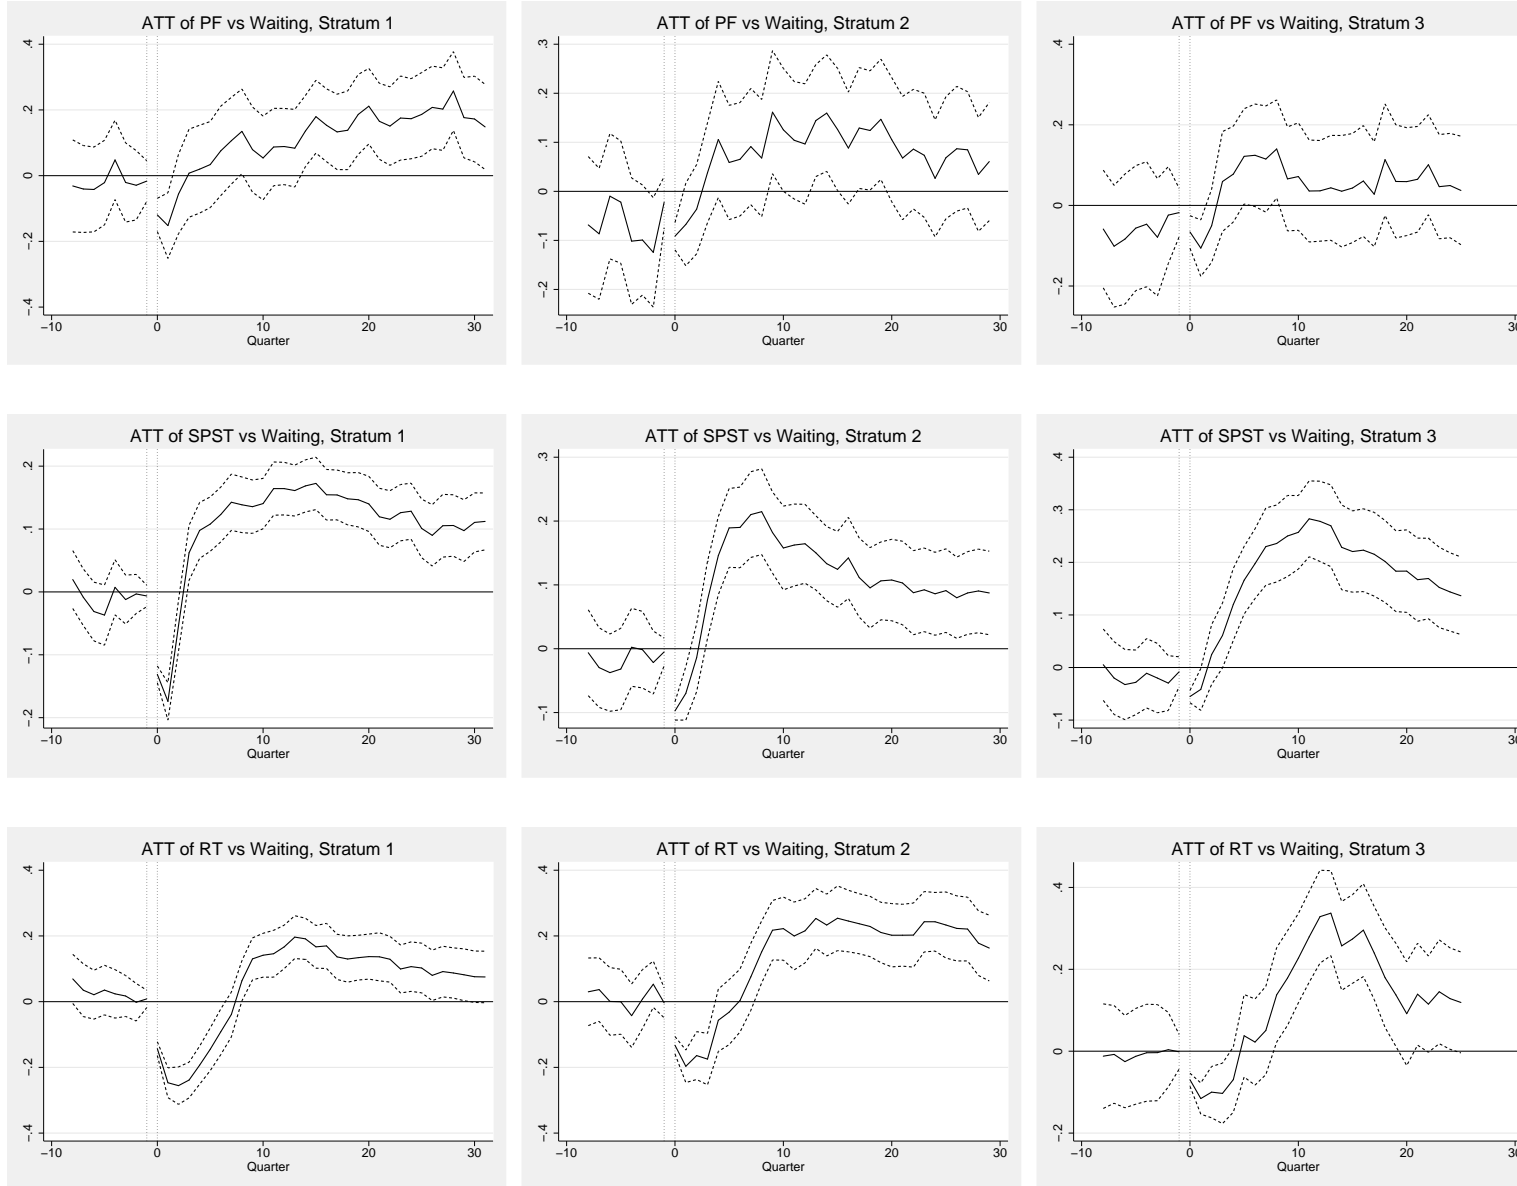 ATT of PF vs Waiting, Stratum 1
.4
.2
0
−.2
−.4
−10 0 10 20 30
Quarter
ATT of PF vs Waiting, Stratum 2
.3
.2
.1
0
−.1
−.2
−10 0 10 20 30
Quarter
ATT of PF vs Waiting, Stratum 3
.4
.2
0
−.2
−10 0 10 20
Quarter
ATT of SPST vs Waiting, Stratum 1
.2
.1
0
−.1
−.2
−10 0 10 20 30
Quarter
ATT of SPST vs Waiting, Stratum 2
.3
.2
.1
0
−.1
−10 0 10 20 30
Quarter
ATT of SPST vs Waiting, Stratum 3
.4
.3
.2
.1
0
−.1
−10 0 10 20
Quarter
ATT of RT vs Waiting, Stratum 1
.4
.2
0
−.2
−.4
−10 0 10 20 30
Quarter
ATT of RT vs Waiting, Stratum 2
.4
.2
0
−.2
−.4
−10 0 10 20 30
Quarter
ATT of RT vs Waiting, Stratum 3
.4
.2
0
−.2
−10 0 10 20
Quarter